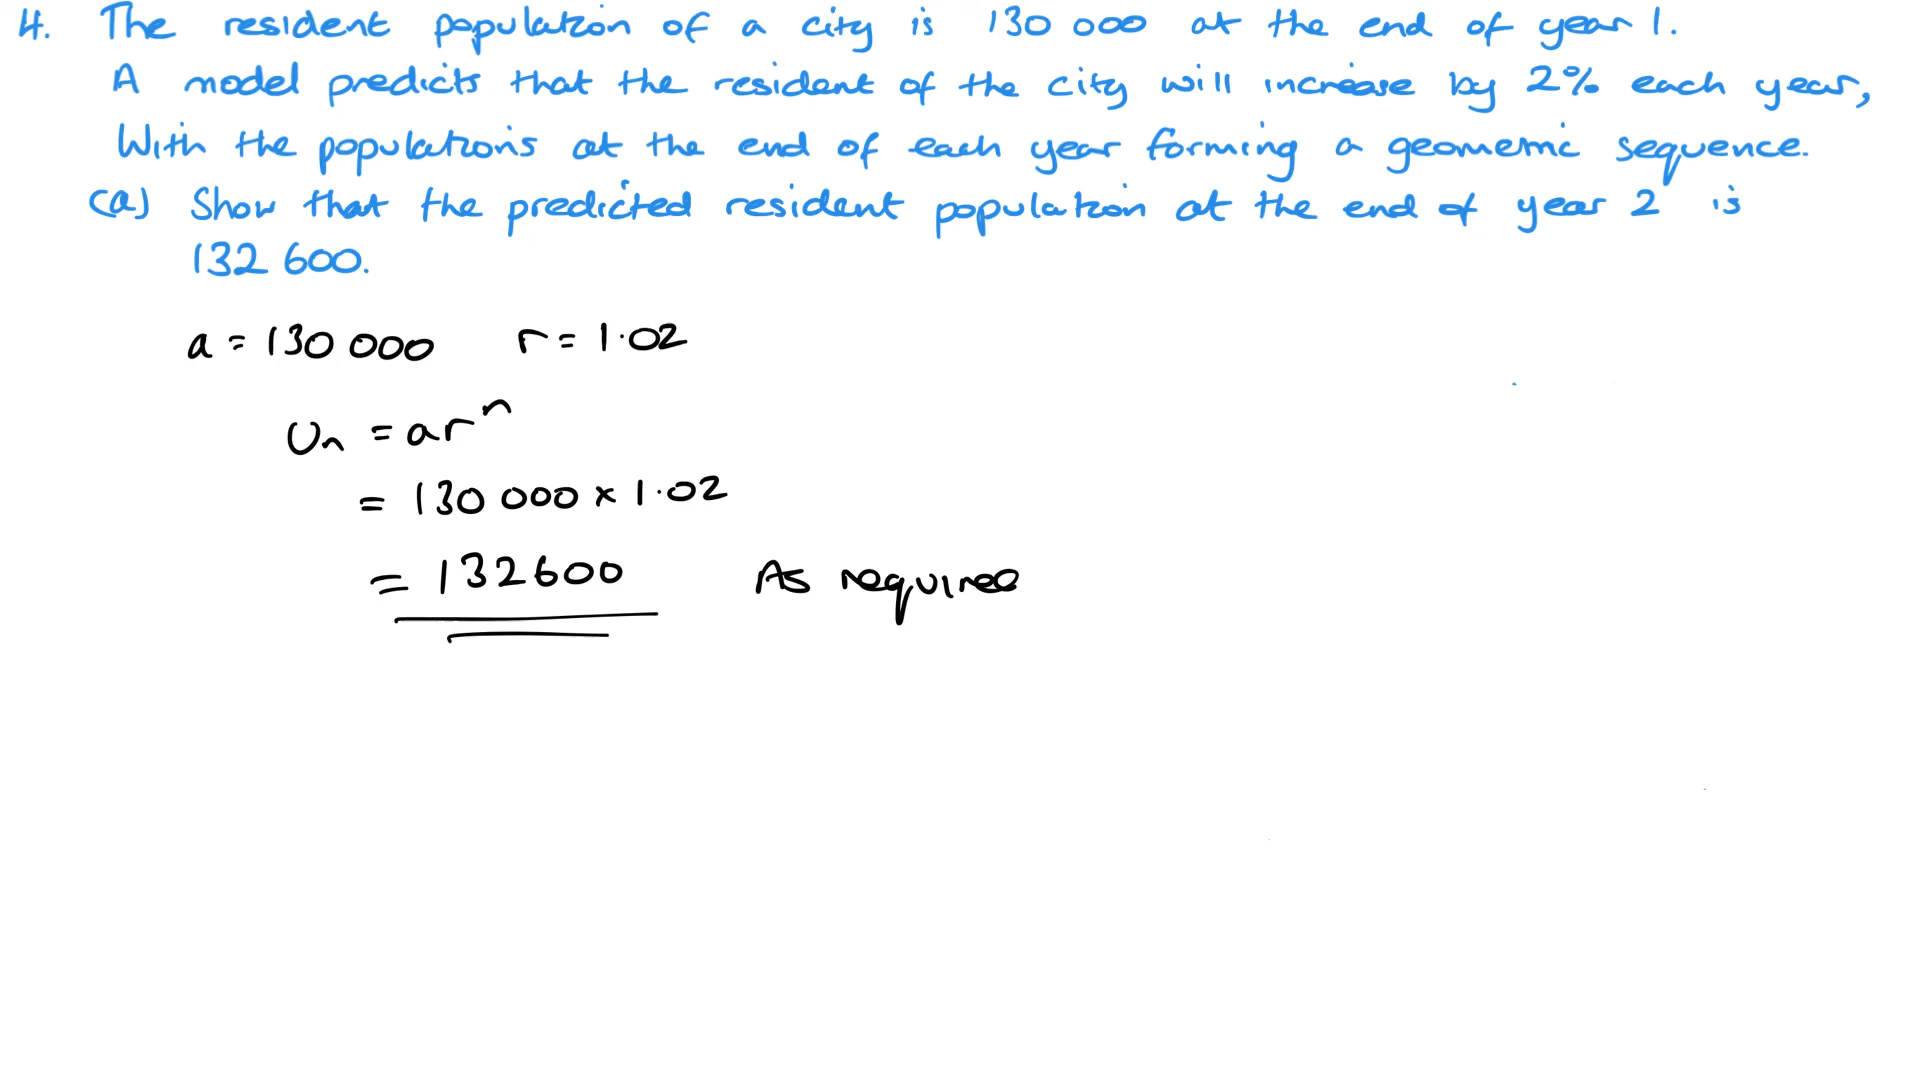 4. The resident population of a city is 130 000 at the end of year 1.
A model predicts that the resident of the city will increase by 2% each year,
With the populations at the end of each year forming a geometric sequence.
(a) Show that the predicted resident population at the end of year 2 is
132 600.
a = 130 000 r = 1.02
Un = ar^n
= 130 000 x 1.02
= 132600 As required